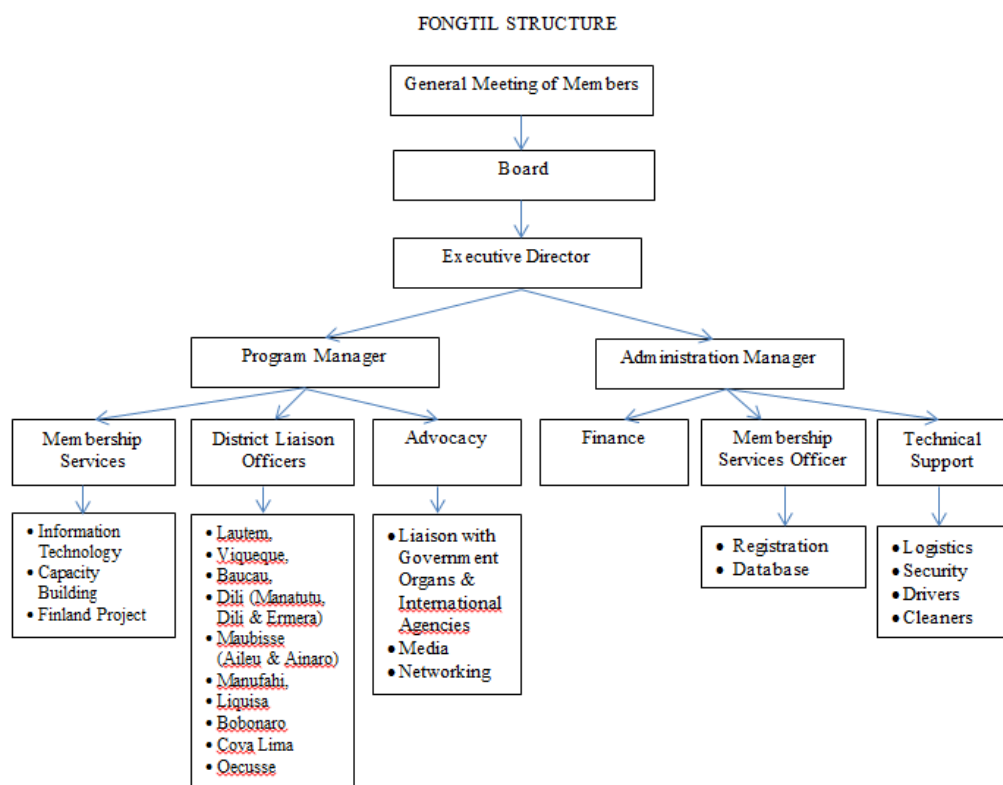 FONGTIL STRUCTURE
General Meeting of Members
Board
Executive Director
Program Manager
Administration Manager
Membership
Services
District Liaison
Officers
Advocacy
Finance
Membership
Services Officer
Technical
Support
• Information
Technology
• Capacity
Building
• Finland Project
• Lautem,
• Viqueque,
• Baucau,
• Dili (Manatutu,
Dili & Ermera)
• Maubisse
(Aileu & Ainaro)
• Manufahi,
• Liquisa
• Bobonaro
• Cova Lima
• Oecusse
• Liaison with
Government
Organs &
International
Agencies
• Media
• Networking
• Registration
• Database
• Logistics
• Security
• Drivers
• Cleaners